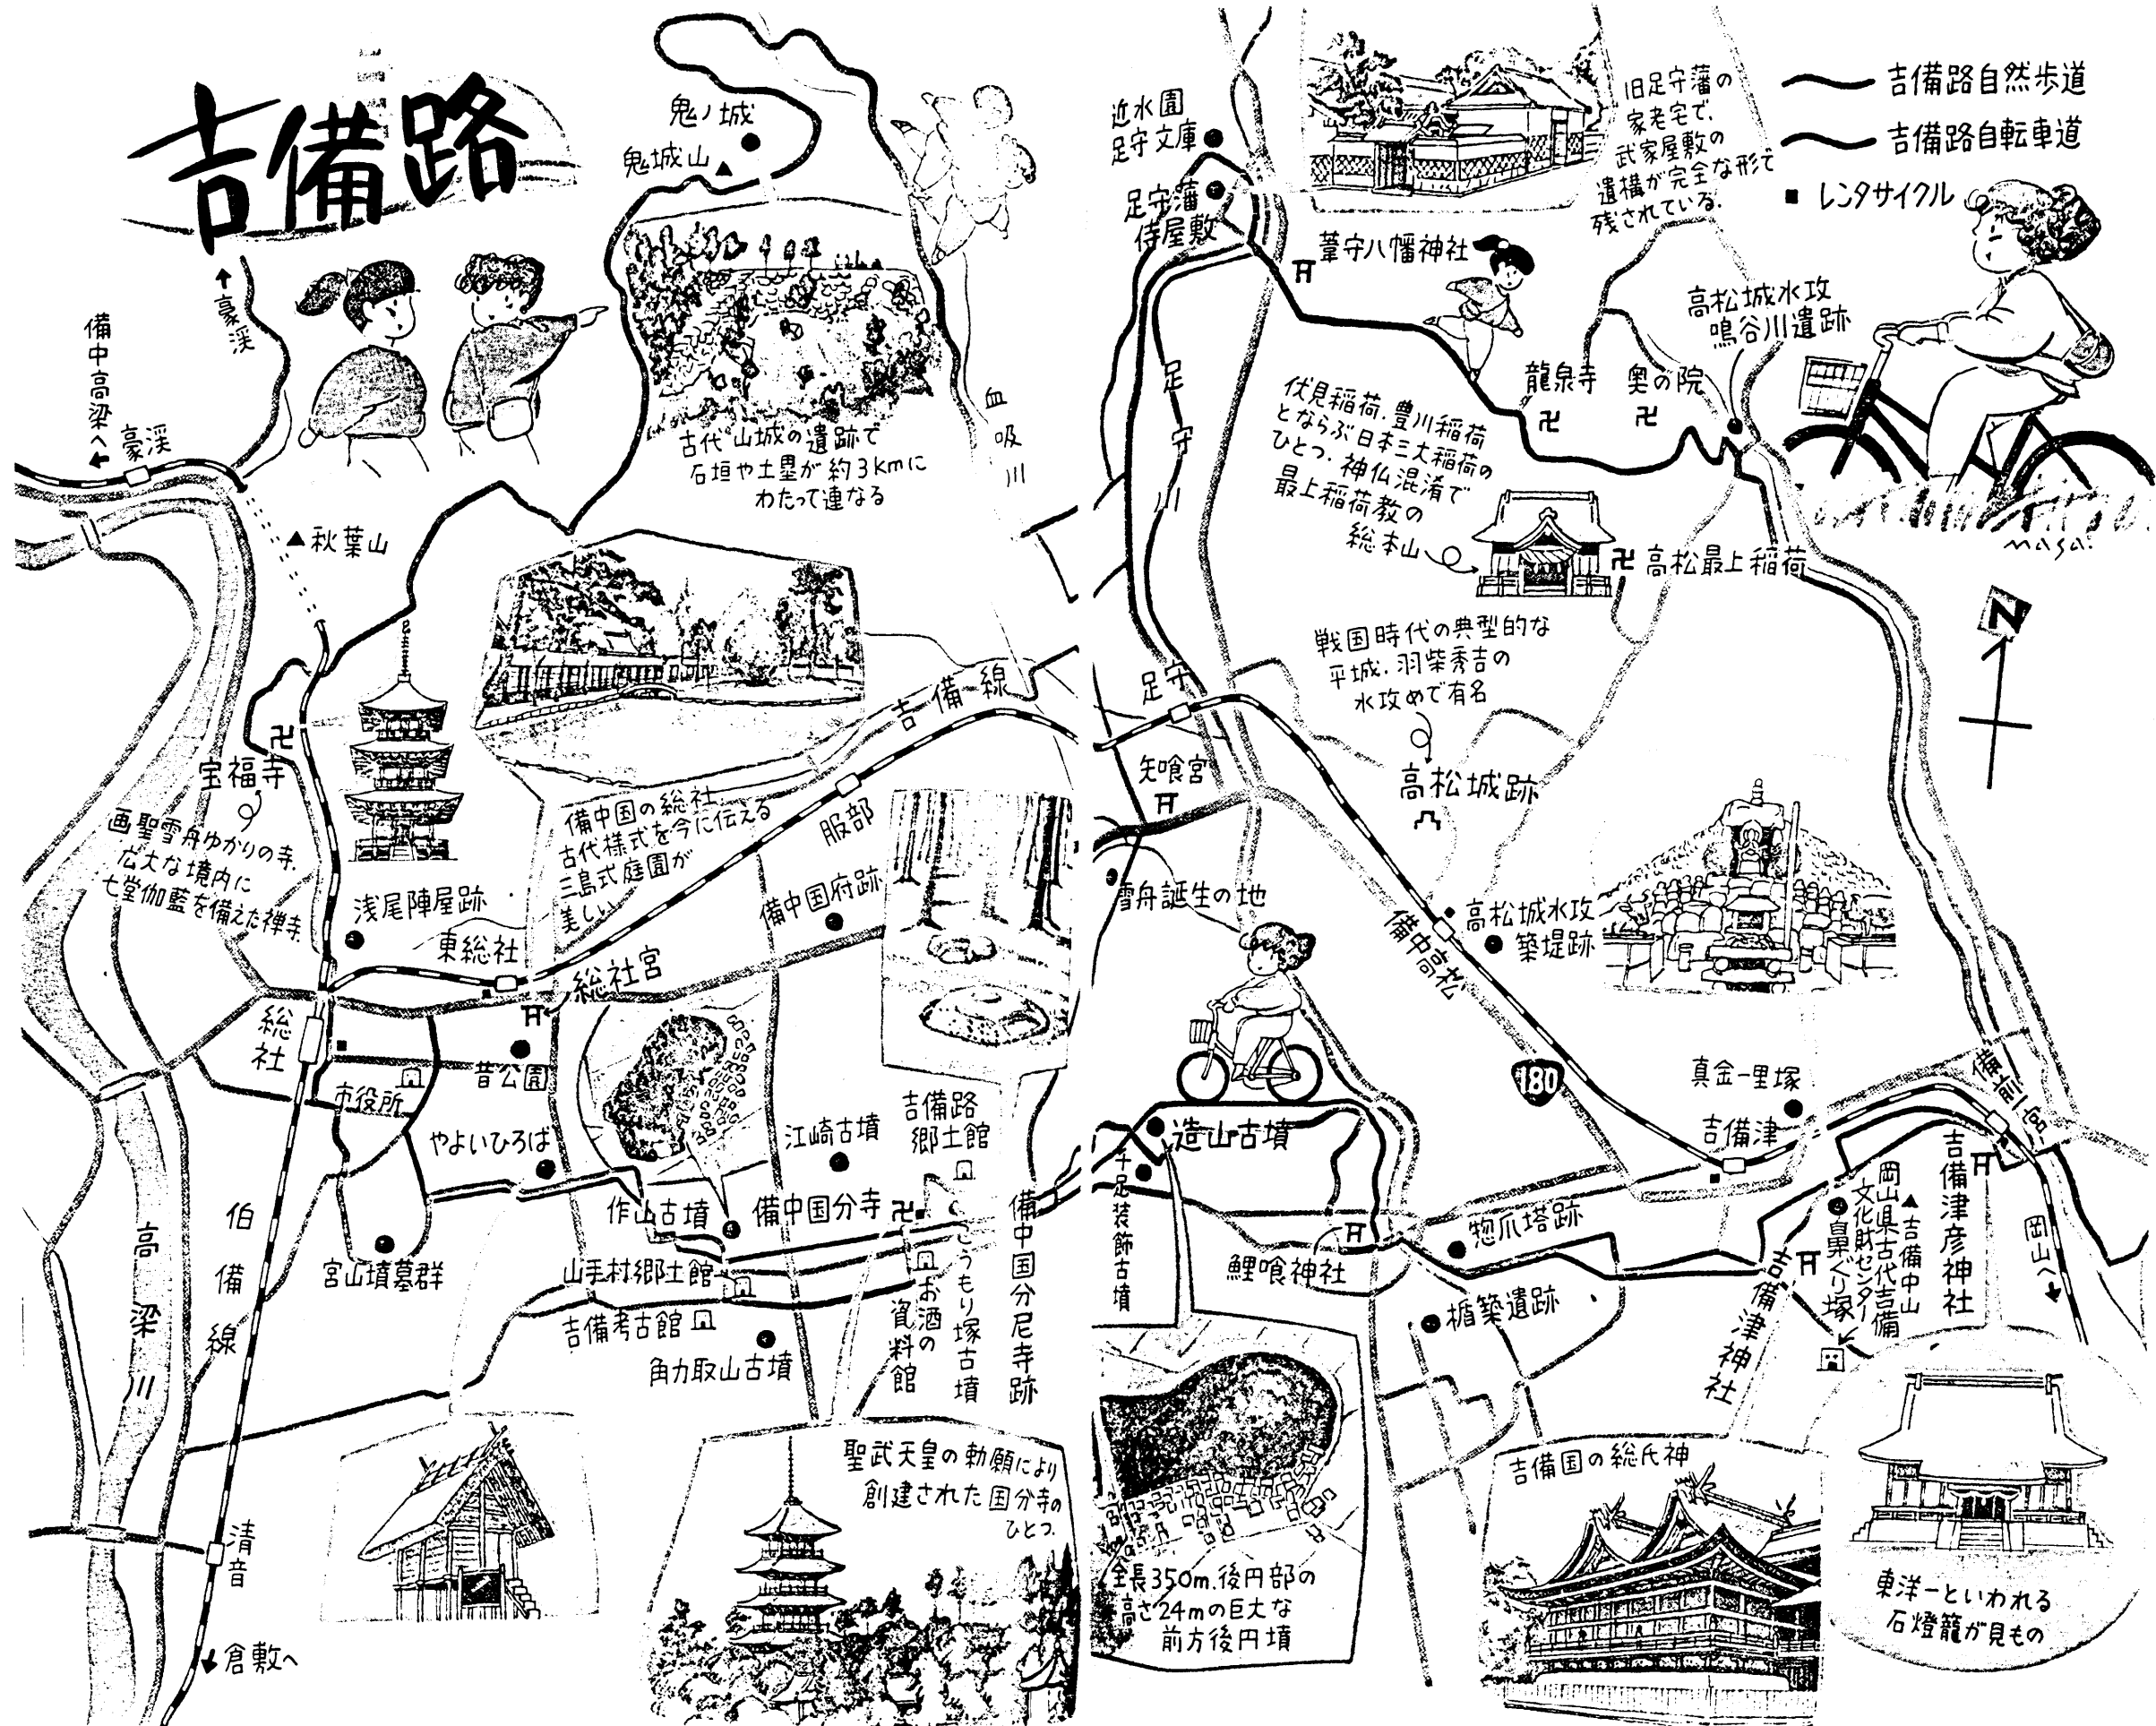 吉備路
豪渓
備中高梁へ
豪渓
鬼ノ城
鬼城山
古代山城の遺跡で
石垣や土塁が約3kmに
わたって連なる
血吸川
秋葉山
宝福寺
画聖雪舟ゆかりの寺.
広大な境内に
七堂伽藍を備えた禅寺.
浅尾陣屋跡
東総社
備中国の総社
古代様式を今に伝える
三島式庭園が
美しい
吉備線
服部
備中国府跡
総社宮
総社
市役所
昔公園
やよいひろば
江崎古墳
吉備路
郷土館
作山古墳
備中国分寺
宮山墳墓群
山手村郷土館
吉備考古館
角力取山古墳
お酒の
資料館
こうもり塚古墳
備中国分尼寺跡
高梁川
伯備線
清音
倉敷へ
聖武天皇の勅願により
創建された国分寺の
ひとつ.
近水園
足守文庫
足守藩
侍屋敷
旧足守藩の
家老宅で.
武家屋敷の
遺構が完全な形で
残されている.
吉備路自然歩道
吉備路自転車道
レンタサイクル
葦守八幡神社
高松城水攻
鳴谷川遺跡
龍泉寺
奥の院
足守川
伏見稲荷.豊川稲荷
とならぶ日本三大稲荷の
ひとつ.神仏混淆で
最上稲荷教の
総本山
高松最上稲荷
masa.
N
戦国時代の典型的な
平城.羽柴秀吉の
水攻めで有名
高松城跡
足守
矢喰宮
雪舟誕生の地
備中高松
高松城水攻
築堤跡
180
真金一里塚
吉備津
備前一宮
造山古墳
千足装飾古墳
鯉喰神社
惣爪塔跡
楯築遺跡
吉備津神社
鼻ぐり塚
岡山県古代吉備
文化財センター
吉備中山
吉備津彦神社
岡山へ
全長350m.後円部の
高さ24mの巨大な
前方後円墳
吉備国の総氏神
東洋一といわれる
石燈籠が見もの